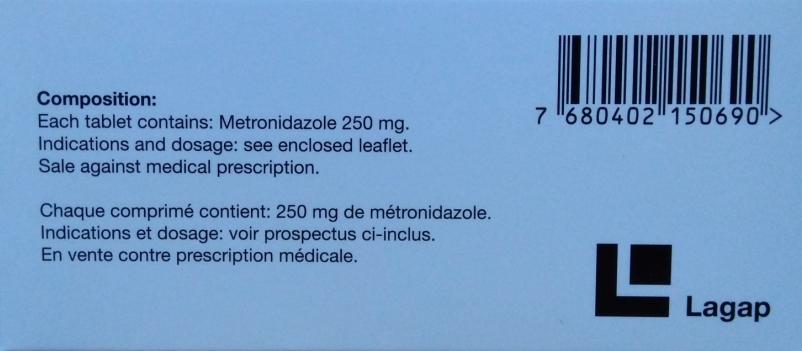 Composition:
Each tablet contains: Metronidazole 250 mg.
Indications and dosage: see enclosed leaflet.
Sale against medical prescription.
Chaque comprimé contient: 250 mg de métronidazole.
Indications et dosage: voir prospectus ci-inclus.
En vente contre prescription médicale.
7 680402 150690 >
Lagap